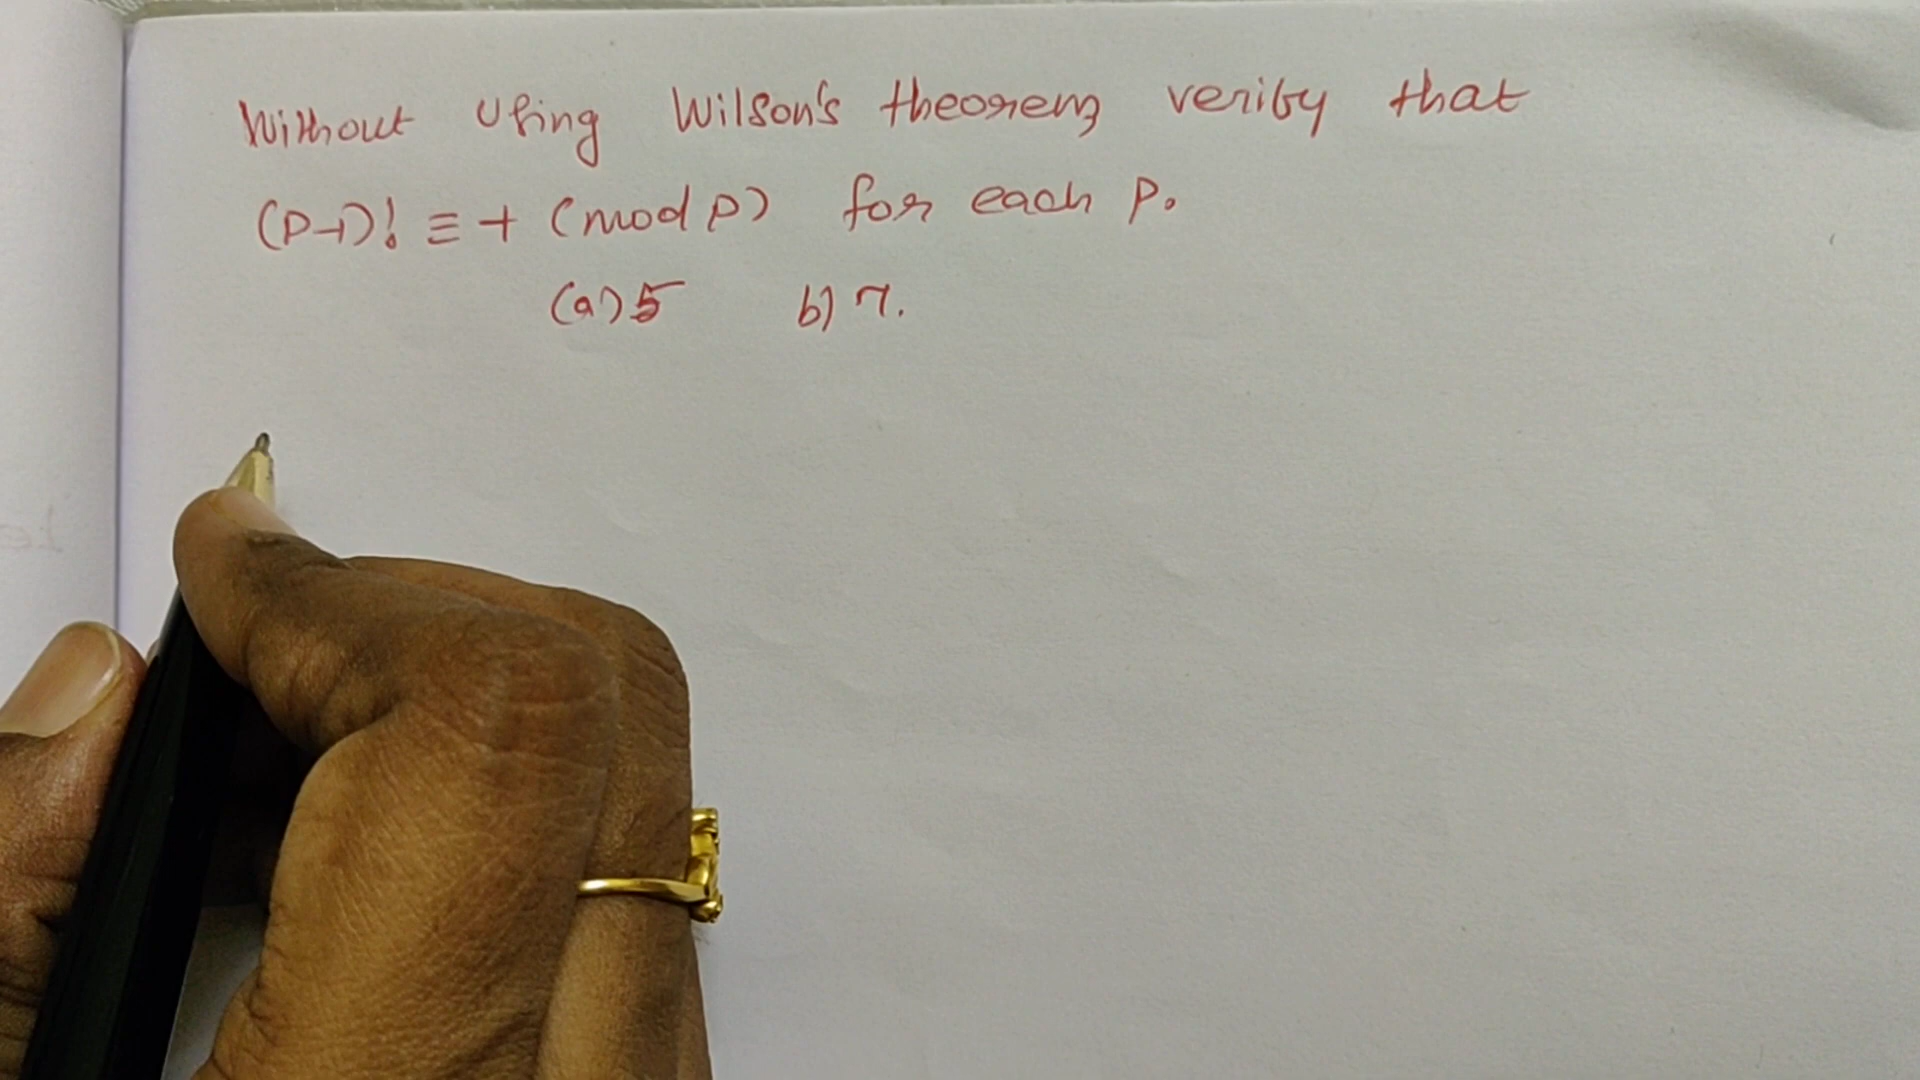 Without Using Wilson's theorem verify that
(P-1)! ≡ -1 (mod p) for each p.
(a) 5 b) 7.